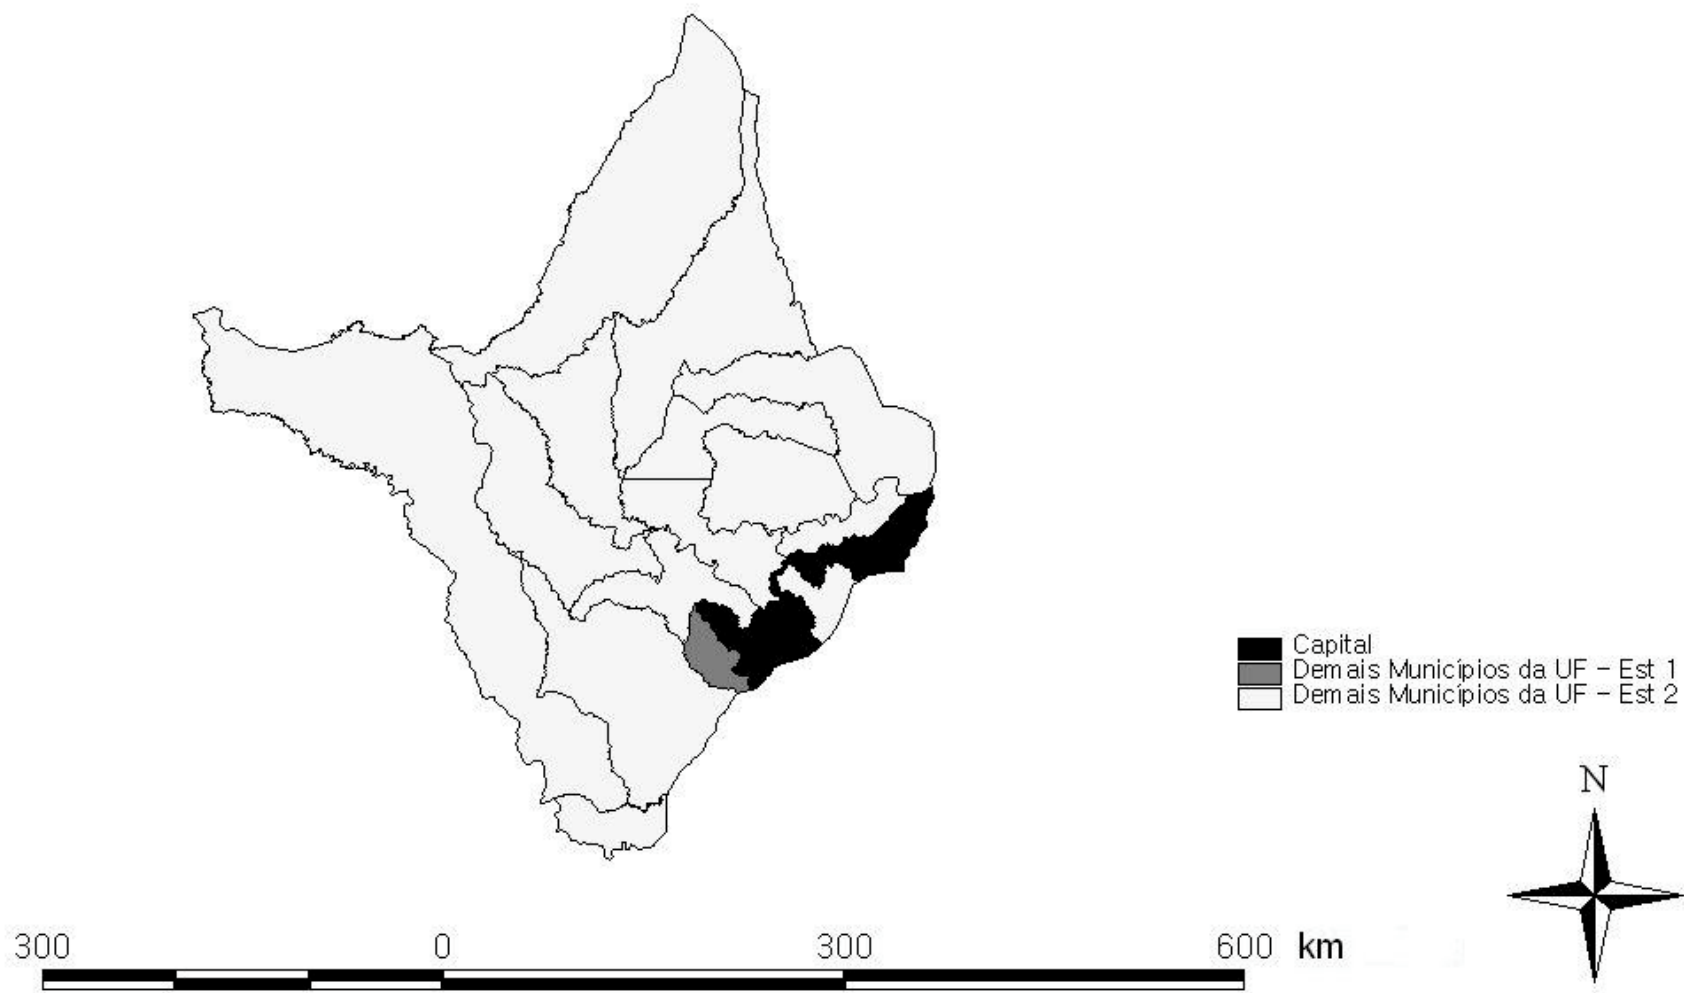 Capital
Demais Municípios da UF - Est 1
Demais Municípios da UF - Est 2
N
300 0 300 600 km